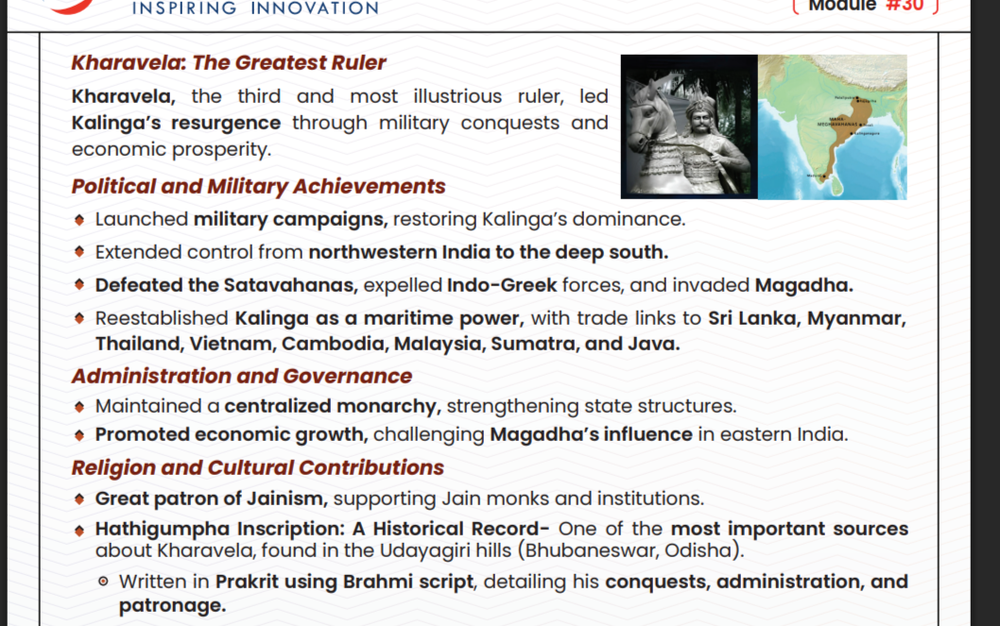 INSPIRING INNOVATION
Module #30
Kharavela: The Greatest Ruler
Kharavela, the third and most illustrious ruler, led
Kalinga's resurgence through military conquests and
economic prosperity.
Political and Military Achievements
Launched military campaigns, restoring Kalinga's dominance.
Extended control from northwestern India to the deep south.
Defeated the Satavahanas, expelled Indo-Greek forces, and invaded Magadha.
Reestablished Kalinga as a maritime power, with trade links to Sri Lanka, Myanmar,
Thailand, Vietnam, Cambodia, Malaysia, Sumatra, and Java.
Administration and Governance
Maintained a centralized monarchy, strengthening state structures.
Promoted economic growth, challenging Magadha's influence in eastern India.
Religion and Cultural Contributions
Great patron of Jainism, supporting Jain monks and institutions.
Hathigumpha Inscription: A Historical Record- One of the most important sources
about Kharavela, found in the Udayagiri hills (Bhubaneswar, Odisha).
Written in Prakrit using Brahmi script, detailing his conquests, administration, and
patronage.